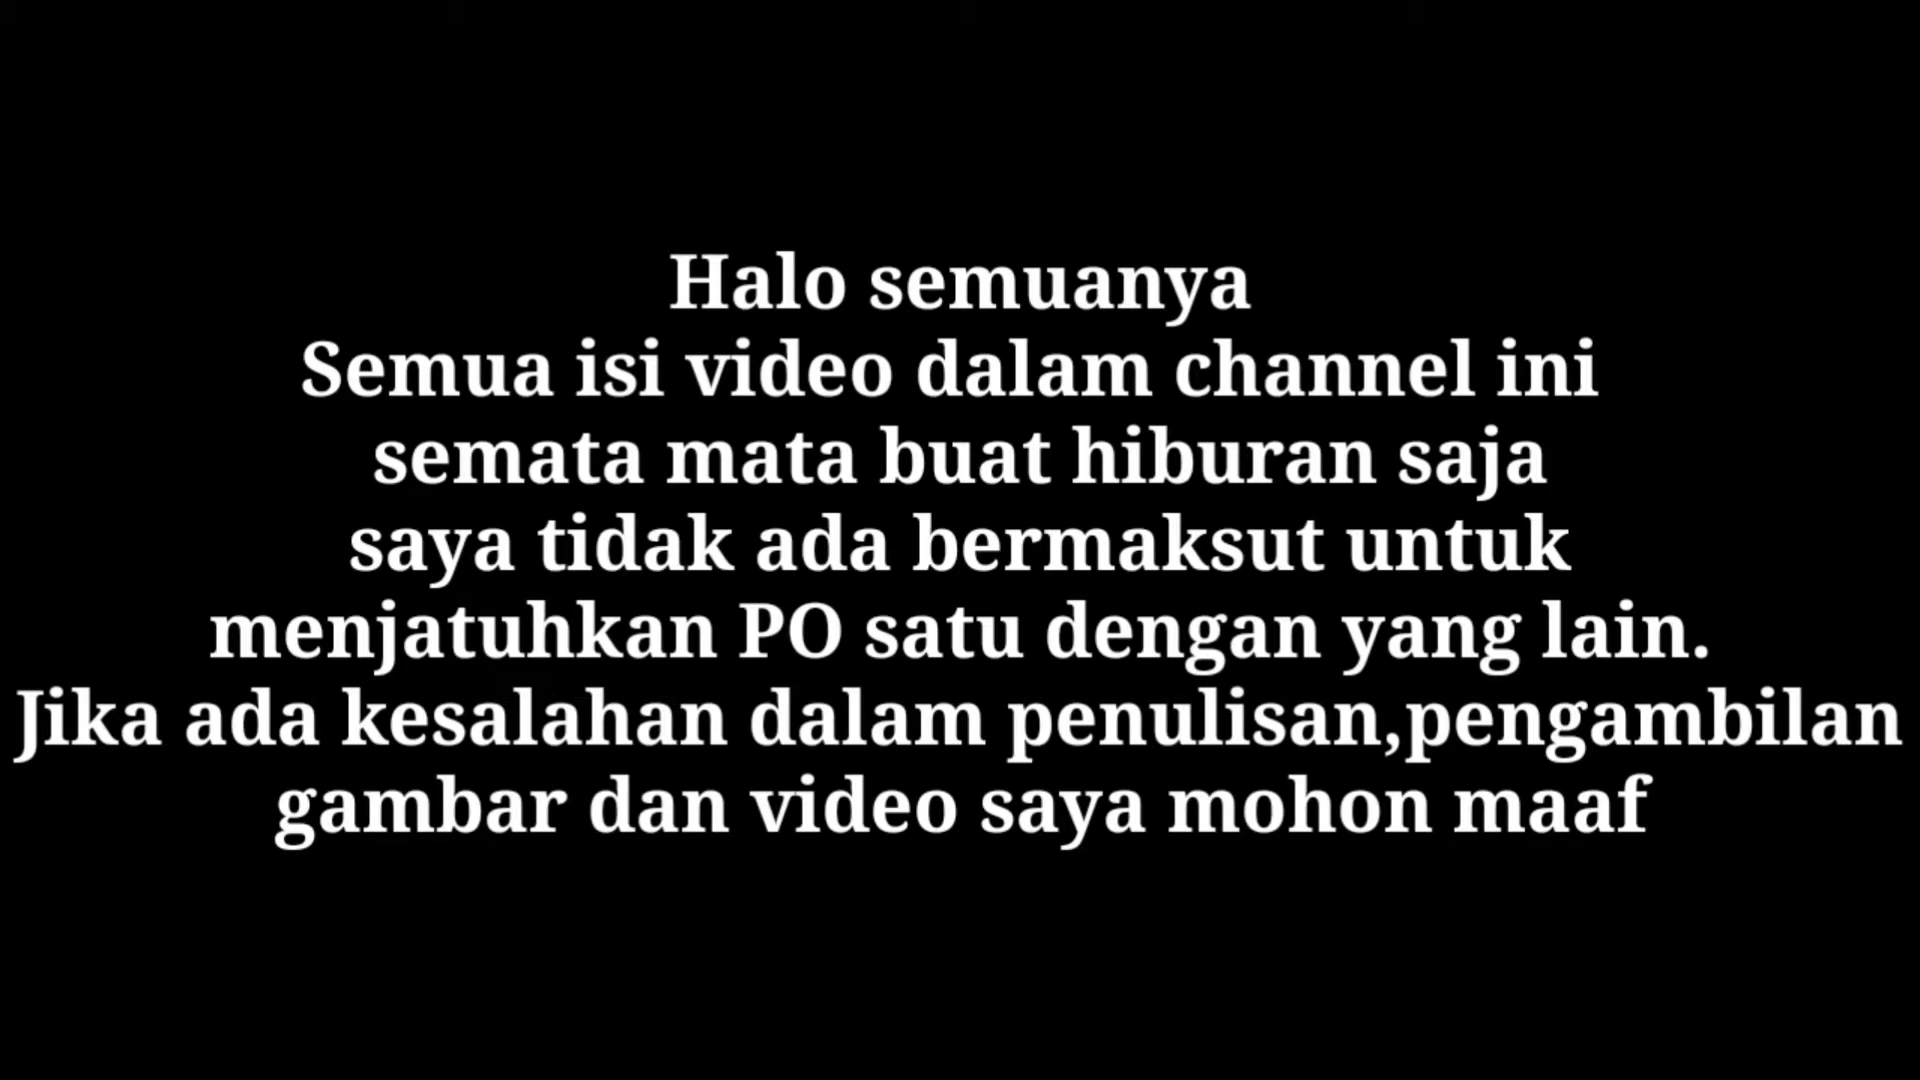 Halo semuanya
Semua isi video dalam channel ini
semata mata buat hiburan saja
saya tidak ada bermaksut untuk
menjatuhkan PO satu dengan yang lain.
Jika ada kesalahan dalam penulisan,pengambilan
gambar dan video saya mohon maaf